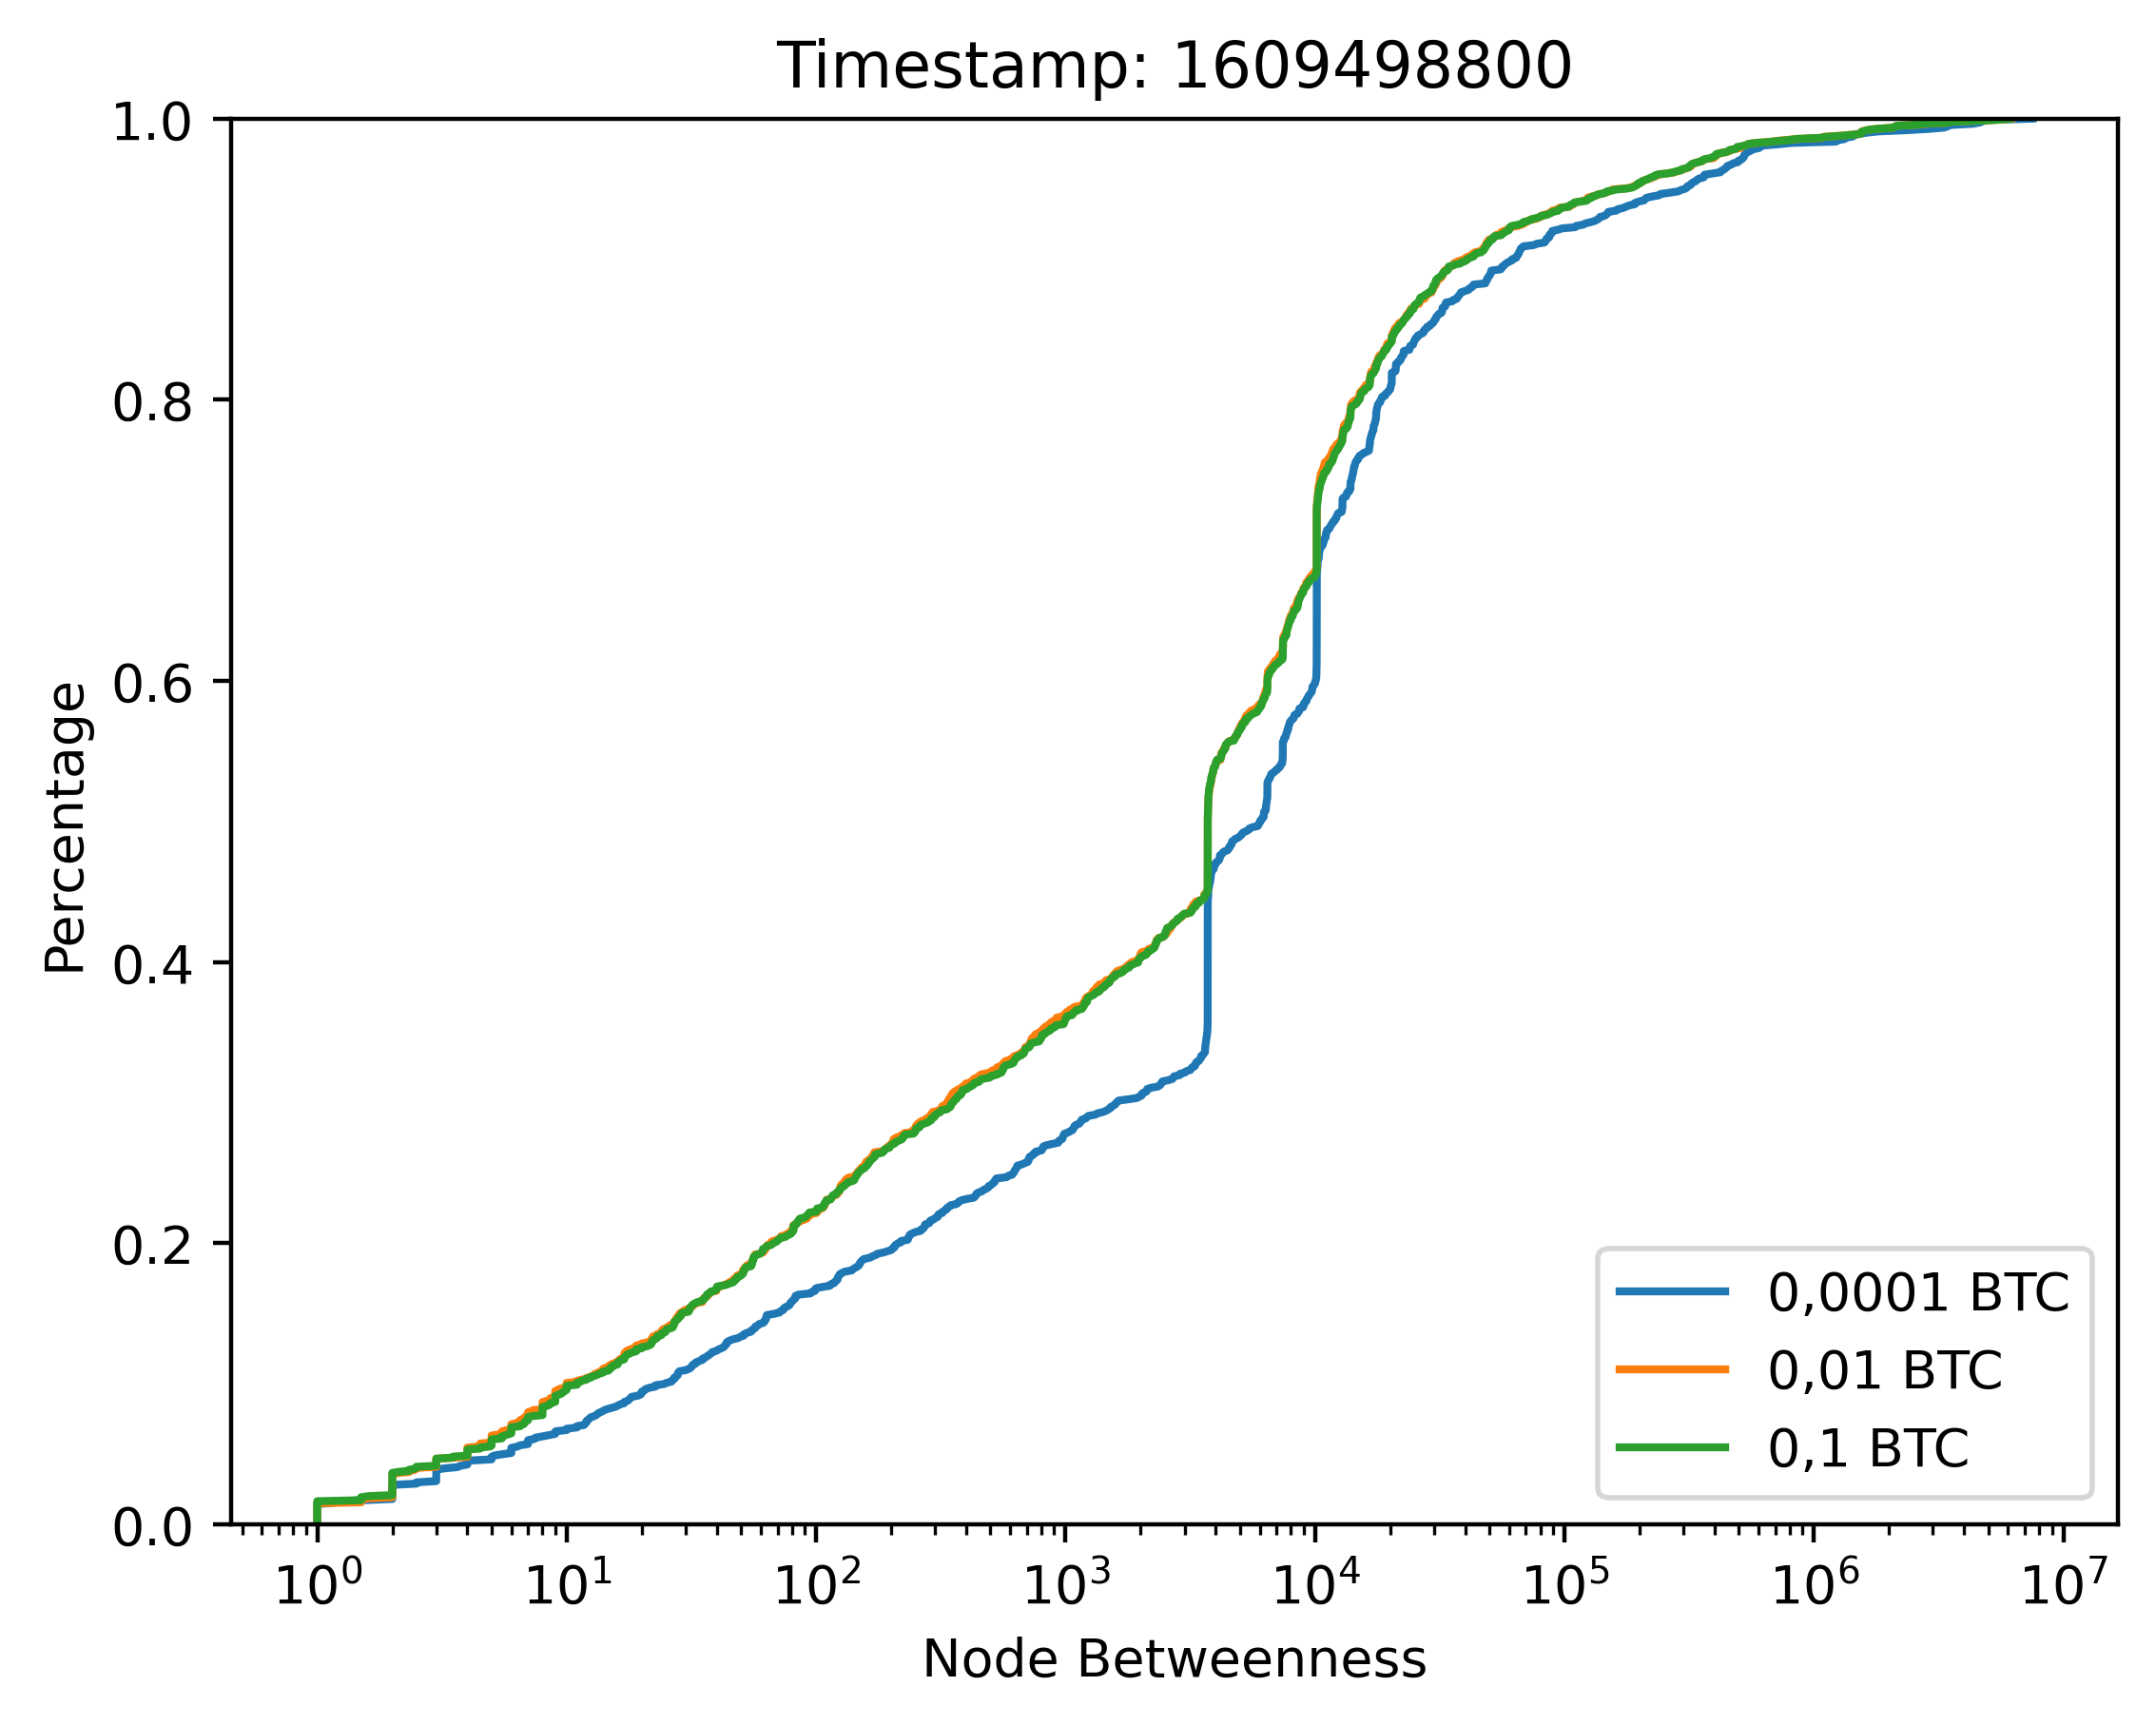 Timestamp: 1609498800
1.0
0.8
0.6
0.4
0.2
0.0
Percentage
10⁰ 10¹ 10² 10³ 10⁴ 10⁵ 10⁶ 10⁷
Node Betweenness
0,0001 BTC
0,01 BTC
0,1 BTC